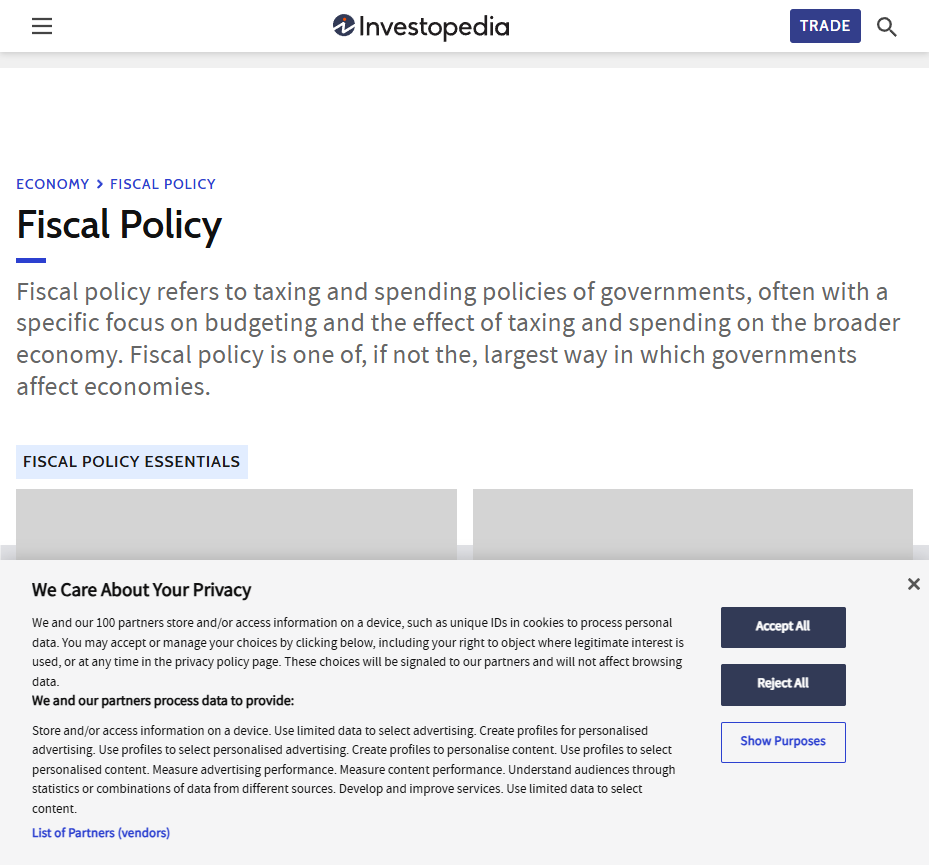 Investopedia
TRADE
ECONOMY > FISCAL POLICY
Fiscal Policy
Fiscal policy refers to taxing and spending policies of governments, often with a
specific focus on budgeting and the effect of taxing and spending on the broader
economy. Fiscal policy is one of, if not the, largest way in which governments
affect economies.
FISCAL POLICY ESSENTIALS
We Care About Your Privacy
We and our 100 partners store and/or access information on a device, such as unique IDs in cookies to process personal
data. You may accept or manage your choices by clicking below, including your right to object where legitimate interest is
used, or at any time in the privacy policy page. These choices will be signaled to our partners and will not affect browsing
data.
We and our partners process data to provide:
Store and/or access information on a device. Use limited data to select advertising. Create profiles for personalised
advertising. Use profiles to select personalised advertising. Create profiles to personalise content. Use profiles to select
personalised content. Measure advertising performance. Measure content performance. Understand audiences through
statistics or combinations of data from different sources. Develop and improve services. Use limited data to select
content.
List of Partners (vendors)
Accept All
Reject All
Show Purposes